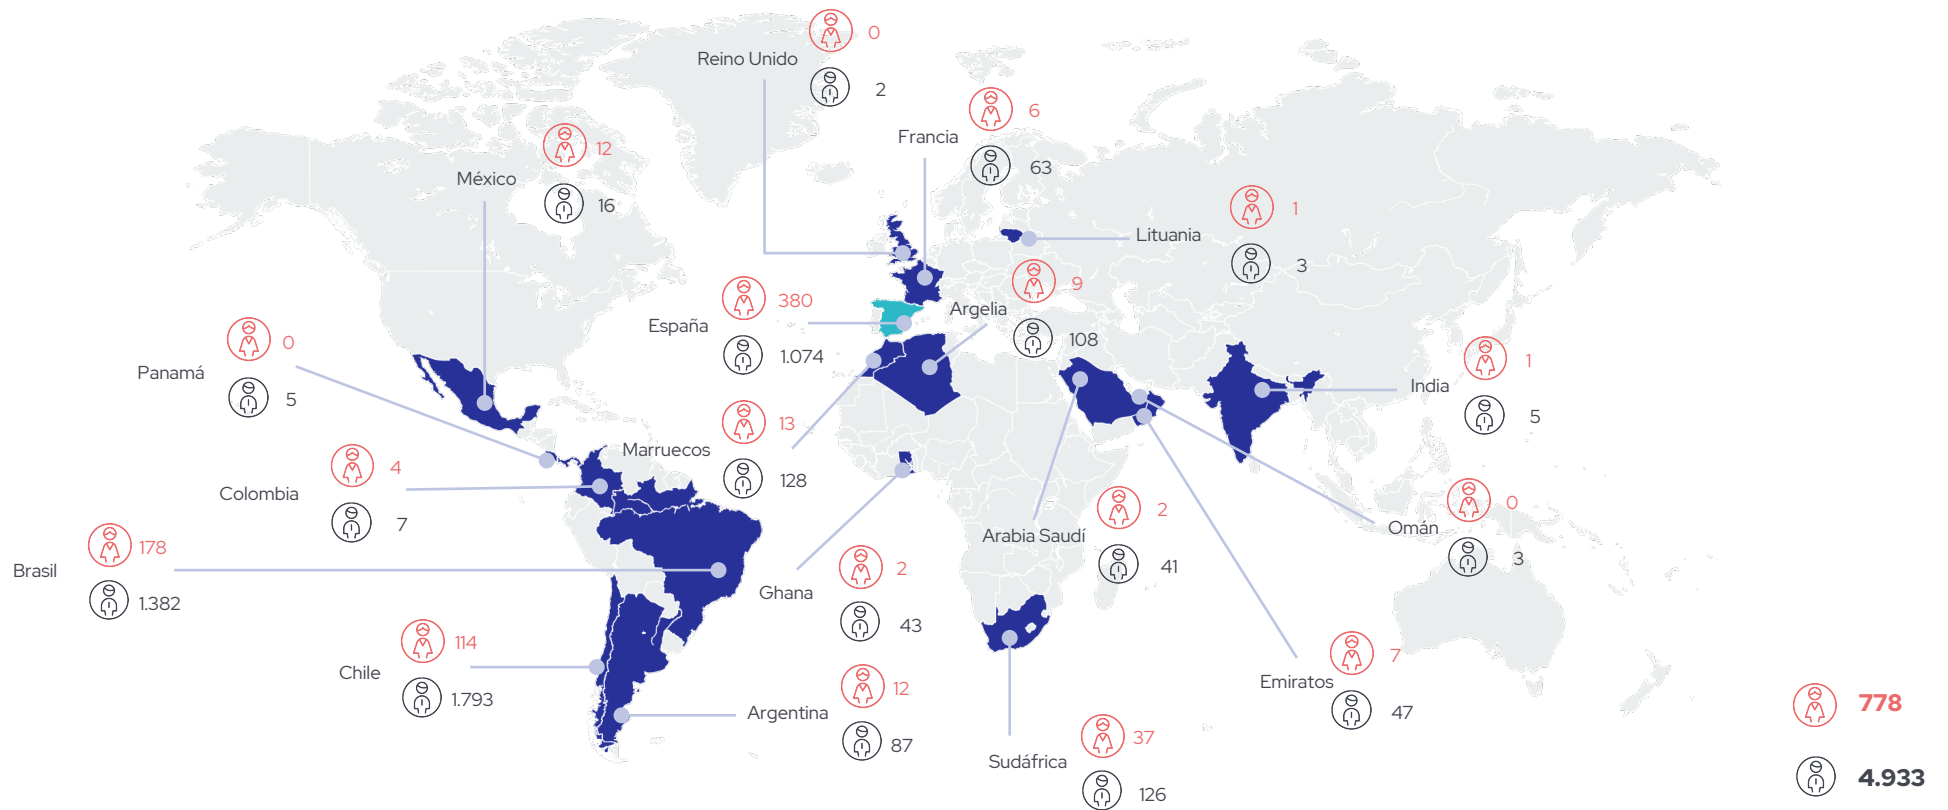 Reino Unido
0
2
Francia
6
63
México
12
16
Lituania
1
3
España
380
1.074
Argelia
9
108
Panamá
0
5
India
1
5
Marruecos
13
128
Colombia
4
7
Arabia Saudí
2
41
Omán
0
3
Brasil
178
1.382
Ghana
2
43
Chile
114
1.793
Emiratos
7
47
Argentina
12
87
Sudáfrica
37
126
778
4.933